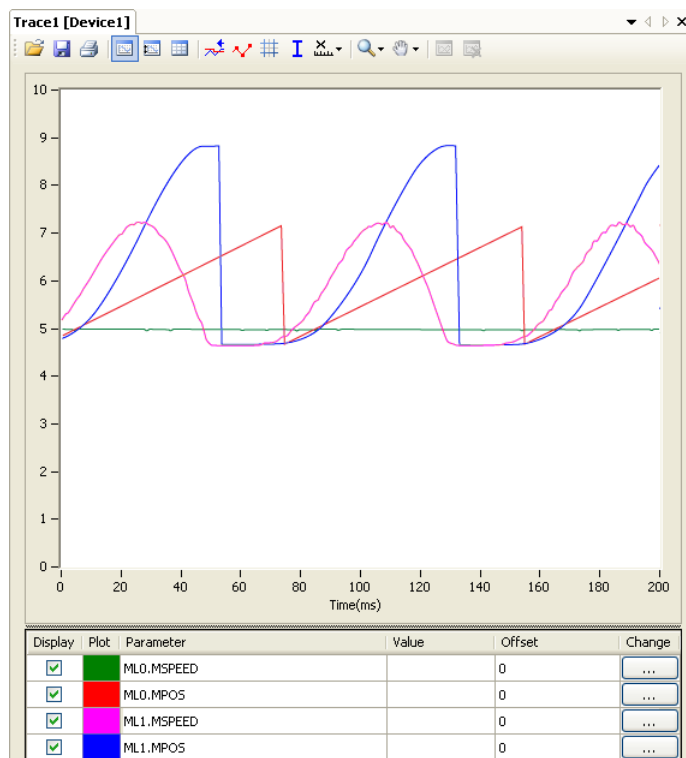 Trace1 [Device1]
10
9
8
7
6
5
4
3
2
1
0
0 20 40 60 80 100 120 140 160 180 200
Time(ms)
Display Plot Parameter Value Offset Change
ML0.MSPEED 0 ...
ML0.MPOS 0 ...
ML1.MSPEED 0 ...
ML1.MPOS 0 ...